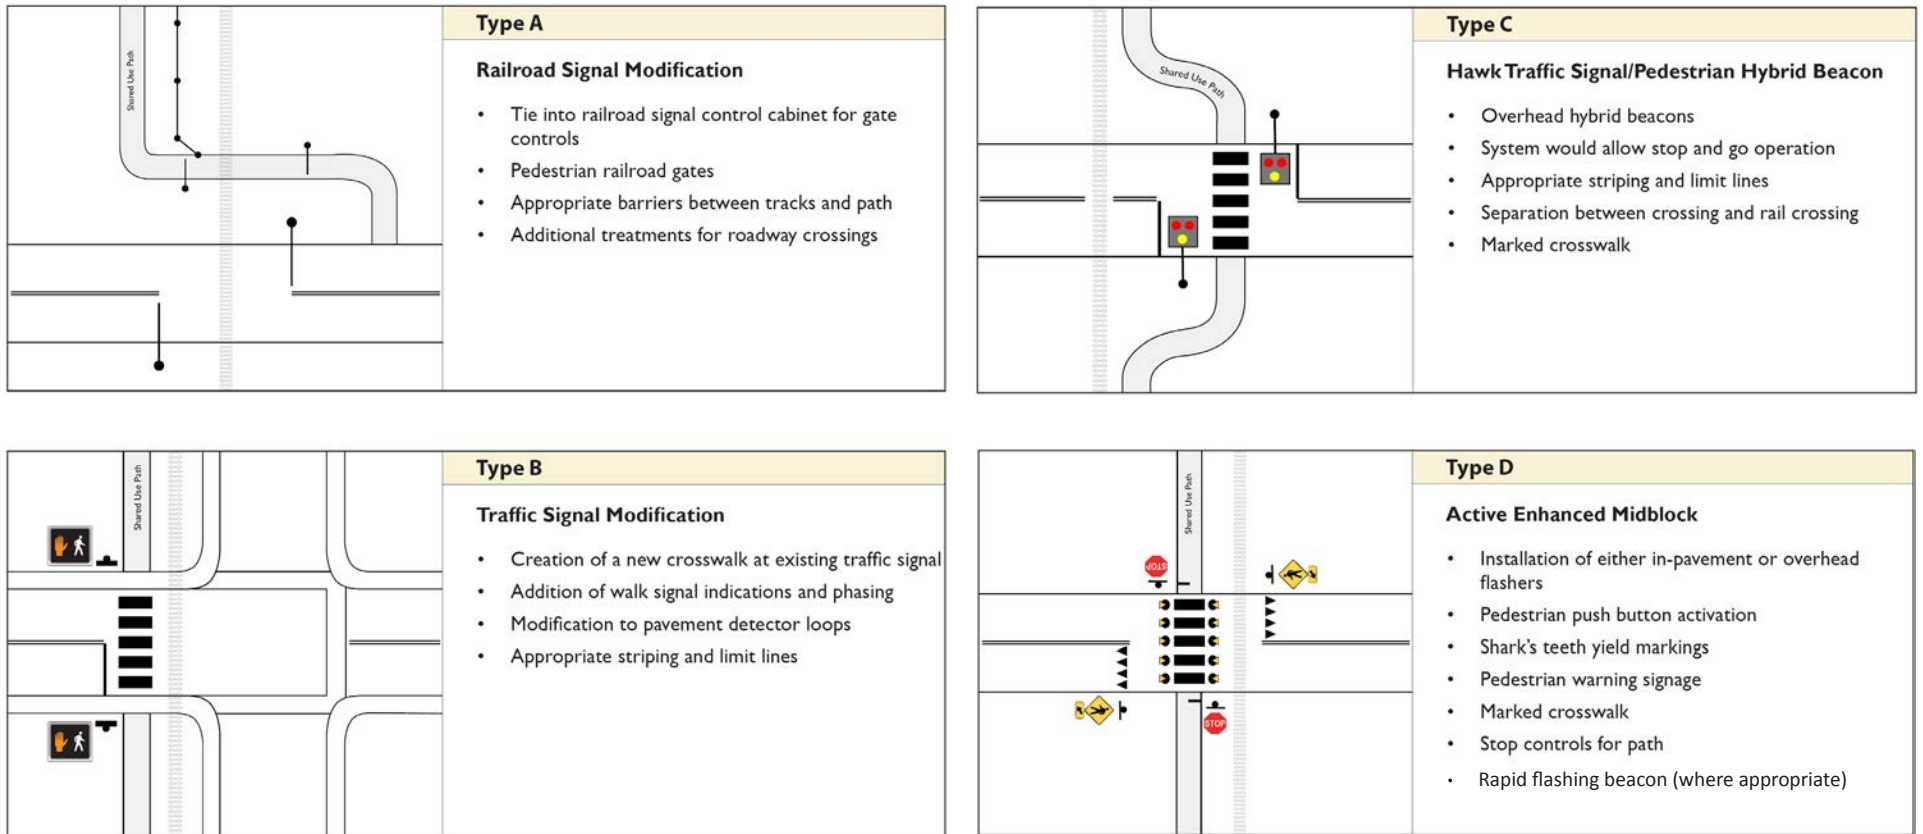 Type A
Shared Use Path
Railroad Signal Modification
• Tie into railroad signal control cabinet for gate
controls
• Pedestrian railroad gates
• Appropriate barriers between tracks and path
• Additional treatments for roadway crossings
Type C
Shared Use Path
Hawk Traffic Signal/Pedestrian Hybrid Beacon
• Overhead hybrid beacons
• System would allow stop and go operation
• Appropriate striping and limit lines
• Separation between crossing and rail crossing
• Marked crosswalk
Type B
Shared Use Path
Traffic Signal Modification
• Creation of a new crosswalk at existing traffic signal
• Addition of walk signal indications and phasing
• Modification to pavement detector loops
• Appropriate striping and limit lines
Type D
Shared Use Path
Active Enhanced Midblock
• Installation of either in-pavement or overhead
flashers
• Pedestrian push button activation
• Shark's teeth yield markings
• Pedestrian warning signage
• Marked crosswalk
• Stop controls for path
• Rapid flashing beacon (where appropriate)
STOP
STOP